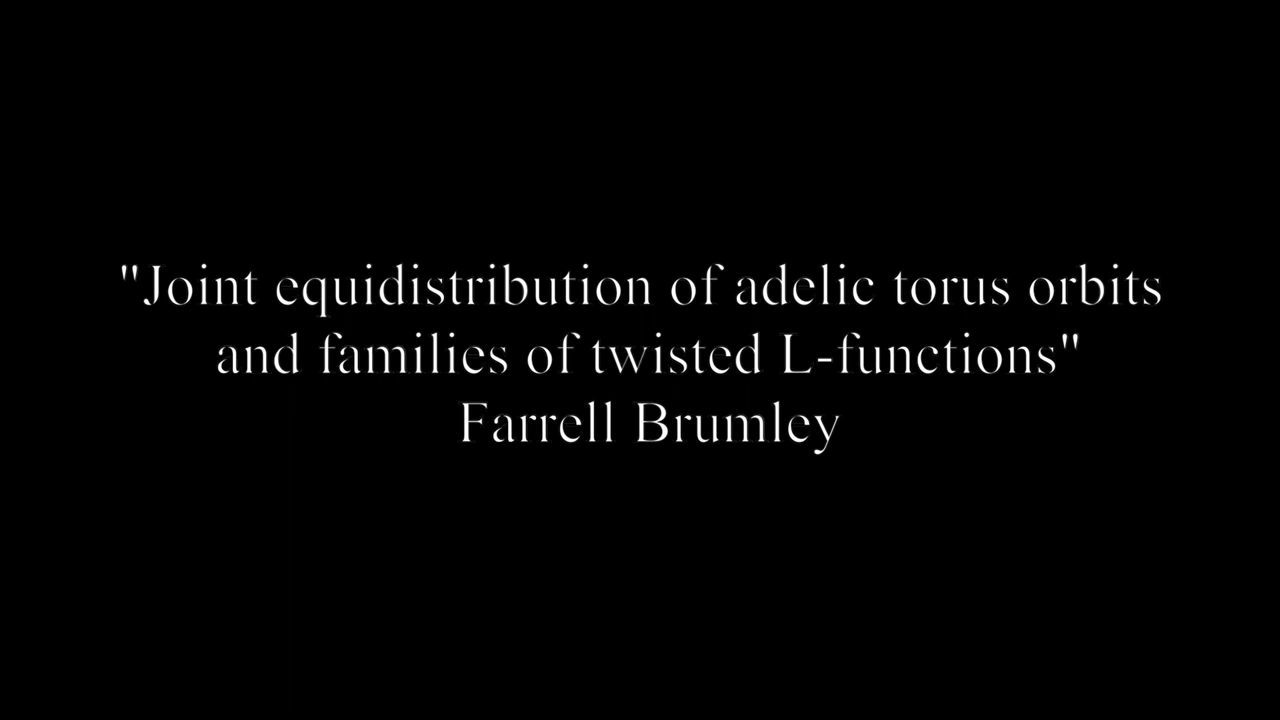 "Joint equidistribution of adelic torus orbits
and families of twisted L-functions"
Farrell Brumley